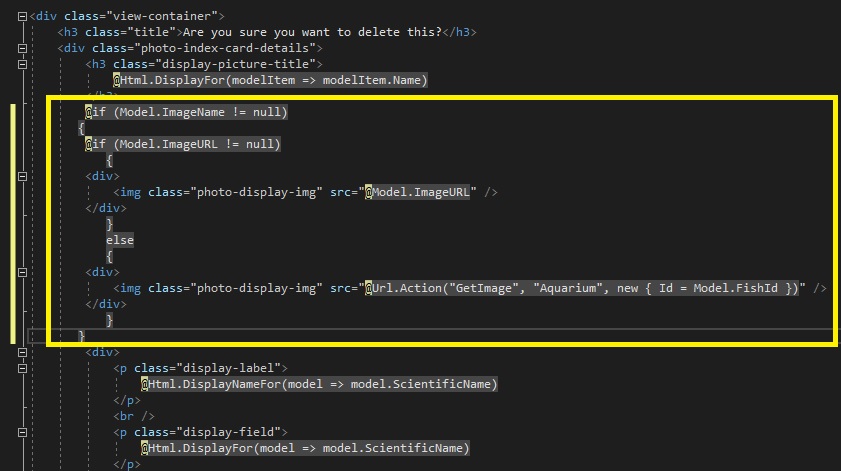 <div class="view-container">
<h3 class="title">Are you sure you want to delete this?</h3>
<div class="photo-index-card-details">
<h3 class="display-picture-title">
@Html.DisplayFor(modelItem => modelItem.Name)
</h3>
@if (Model.ImageName != null)
{
@if (Model.ImageURL != null)
{
<div>
<img class="photo-display-img" src="@Model.ImageURL" />
</div>
}
else
{
<div>
<img class="photo-display-img" src="@Url.Action("GetImage", "Aquarium", new { Id = Model.FishId })" />
</div>
}
}
<div>
<p class="display-label">
@Html.DisplayNameFor(model => model.ScientificName)
</p>
<br />
<p class="display-field">
@Html.DisplayFor(model => model.ScientificName)
</p>